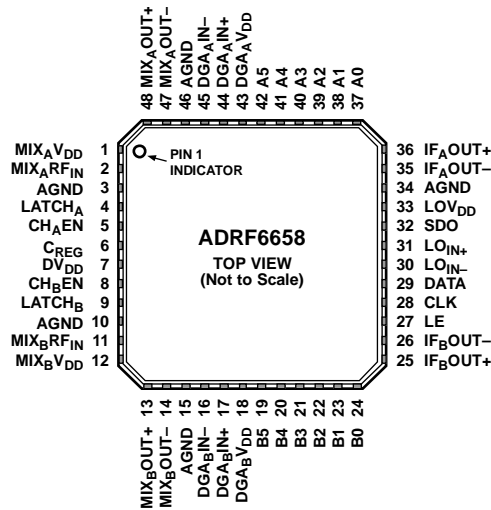 48 MIXAOUT+
47 MIXAOUT–
46 AGND
45 DGAAIN–
44 DGAAIN+
43 DGAAVDD
42 A5
41 A4
40 A3
39 A2
38 A1
37 A0
MIXAVDD 1
MIXARFIN 2
AGND 3
LATCHA 4
CHAEN 5
CREG 6
DVDD 7
CHBEN 8
LATCHB 9
AGND 10
MIXBRFIN 11
MIXBVDD 12
PIN 1
INDICATOR
ADRF6658
TOP VIEW
(Not to Scale)
36 IFAOUT+
35 IFAOUT–
34 AGND
33 LOVDD
32 SDO
31 LOIN+
30 LOIN–
29 DATA
28 CLK
27 LE
26 IFBOUT–
25 IFBOUT+
MIXBOUT+ 13
MIXBOUT– 14
AGND 15
DGABIN– 16
DGABIN+ 17
DGABVDD 18
B5 19
B4 20
B3 21
B2 22
B1 23
B0 24